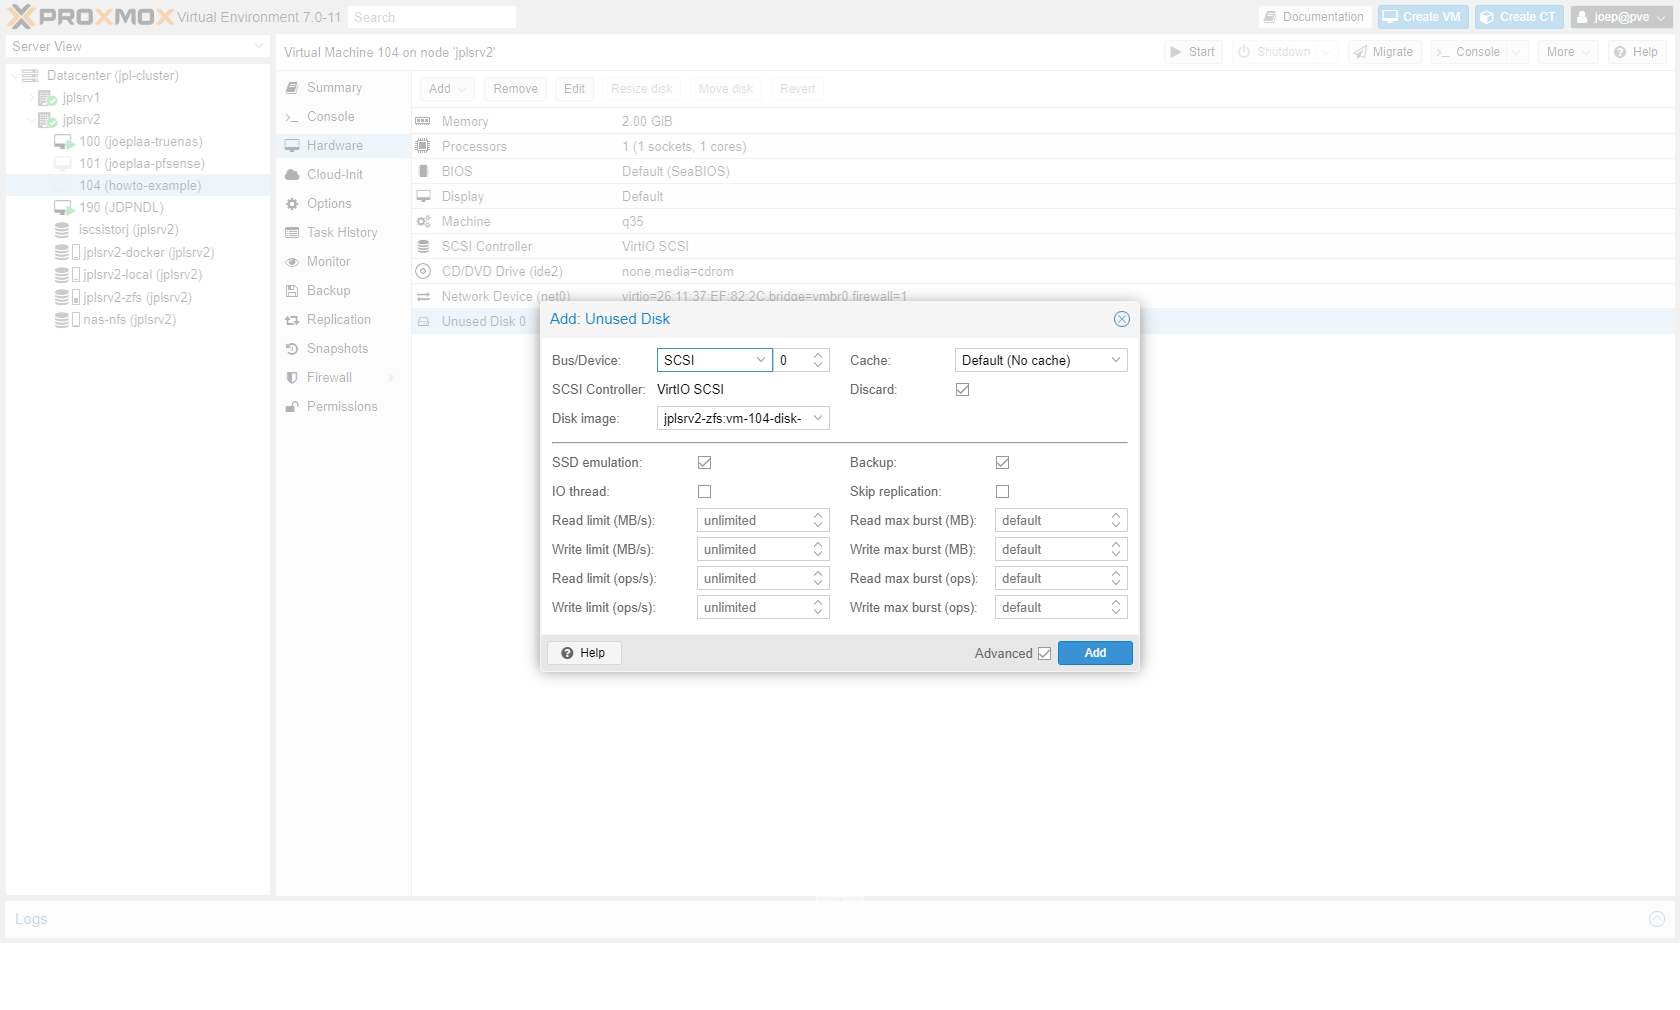 PROXMOX Virtual Environment 7.0-11 Search Documentation Create VM Create CT joep@pve
Server View
Virtual Machine 104 on node 'jplsrv2' Start Shutdown Migrate >_ Console More Help
Datacenter (jpl-cluster)
jplsrv1
jplsrv2
100 (joeplaa-truenas)
101 (joeplaa-pfsense)
104 (howto-example)
190 (JDPNDL)
iscsistorj (jplsrv2)
jplsrv2-docker (jplsrv2)
jplsrv2-local (jplsrv2)
jplsrv2-zfs (jplsrv2)
nas-nfs (jplsrv2)
Summary
>_ Console
Hardware
Cloud-Init
Options
Task History
Monitor
Backup
Replication
Snapshots
Firewall
Permissions
Add Remove Edit Resize disk Move disk Revert
Memory 2.00 GiB
Processors 1 (1 sockets, 1 cores)
BIOS Default (SeaBIOS)
Display Default
Machine q35
SCSI Controller VirtIO SCSI
CD/DVD Drive (ide2) none,media=cdrom
Network Device (net0) virtio=26:11:37:EF:82:2C,bridge=vmbr0,firewall=1
Unused Disk 0
Add: Unused Disk
Bus/Device: SCSI 0 Cache: Default (No cache)
SCSI Controller: VirtIO SCSI Discard:
Disk image: jplsrv2-zfs:vm-104-disk-
SSD emulation: Backup:
IO thread: Skip replication:
Read limit (MB/s): unlimited Read max burst (MB): default
Write limit (MB/s): unlimited Write max burst (MB): default
Read limit (ops/s): unlimited Read max burst (ops): default
Write limit (ops/s): unlimited Write max burst (ops): default
Help Advanced Add
Logs